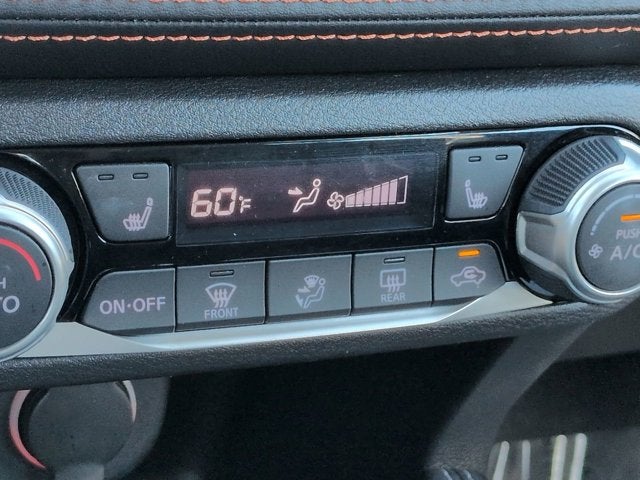 60°F
ON•OFF
FRONT
REAR
PUSH
A/C